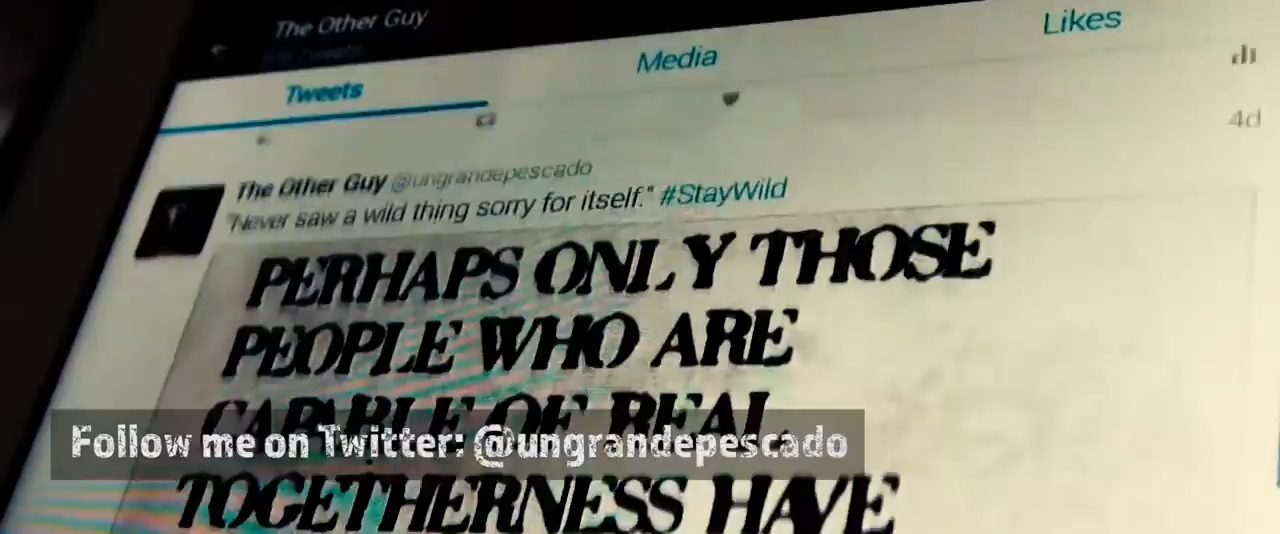 The Other Guy
Tweets
Media
Likes
4d
The Other Guy @ungrandepescado
"Never saw a wild thing sorry for itself." #StayWild
PERHAPS ONLY THOSE
PEOPLE WHO ARE
CAPABLE OF REAL
TOGETHERNESS HAVE
Follow me on Twitter: @ungrandepescado